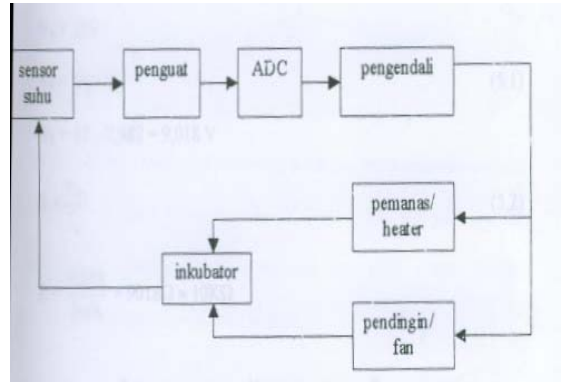 sensor
suhu
penguat
ADC
pengendali
pemanas/
heater
inkubator
pendingin/
fan